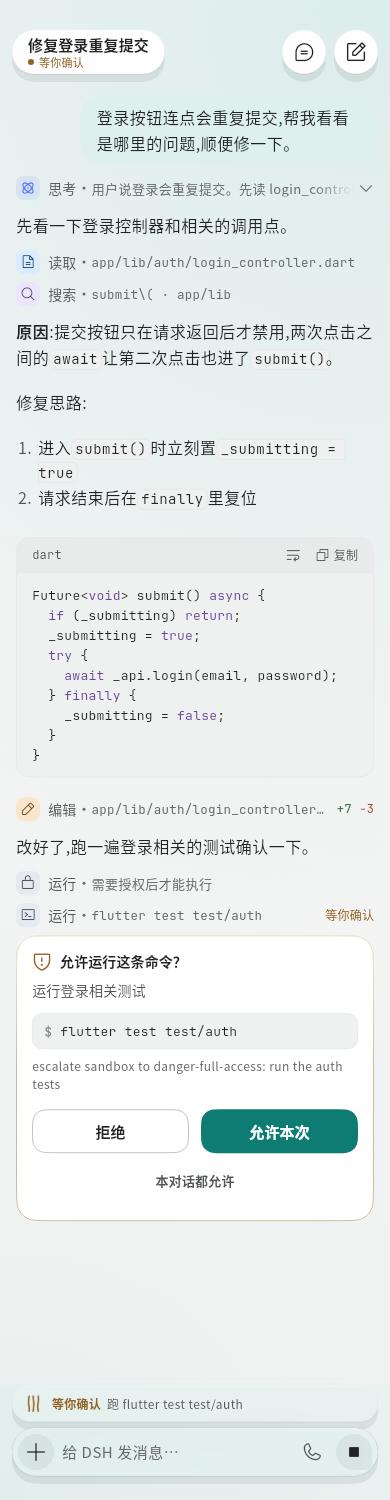 修复登录重复提交
等你确认
登录按钮连点会重复提交,帮我看看
是哪里的问题,顺便修一下。
思考 · 用户说登录会重复提交。先读 login_contro
先看一下登录控制器和相关的调用点。
读取 · app/lib/auth/login_controller.dart
搜索 · submit\( · app/lib
原因:提交按钮只在请求返回后才禁用,两次点击之
间的 await 让第二次点击也进了 submit()。
修复思路:
1. 进入 submit() 时立刻置 _submitting =
true
2. 请求结束后在 finally 里复位
dart 复制
Future<void> submit() async {
  if (_submitting) return;
  _submitting = true;
  try {
    await _api.login(email, password);
  } finally {
    _submitting = false;
  }
}
编辑 · app/lib/auth/login_controller… +7 -3
改好了,跑一遍登录相关的测试确认一下。
运行 · 需要授权后才能执行
运行 · flutter test test/auth 等你确认
允许运行这条命令?
运行登录相关测试
$ flutter test test/auth
escalate sandbox to danger-full-access: run the auth
tests
拒绝 允许本次
本对话都允许
等你确认 跑 flutter test test/auth
给 DSH 发消息…